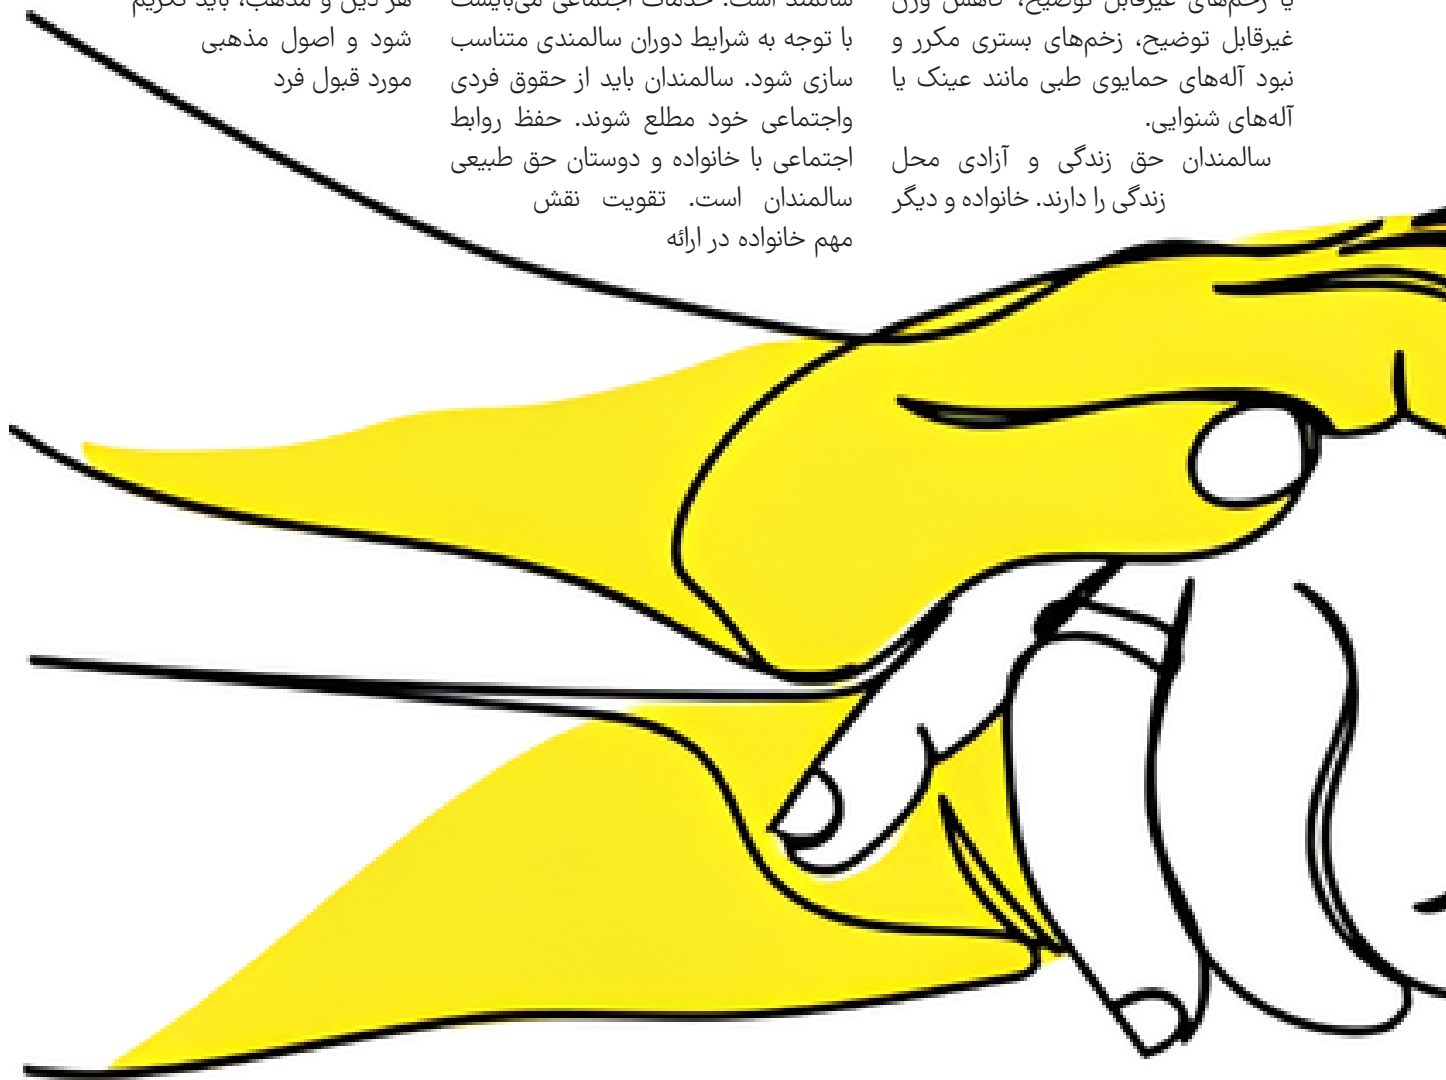 یا زخم‌های غیرقابل توضیح، کاهش وزن
غیرقابل توضیح، زخم‌های بستری مکرر و
نبود آله‌های حمایوی طبی مانند عینک یا
آله‌های شنوایی.
سالمندان حق زندگی و آزادی محل
زندگی را دارند. خانواده و دیگر
سالمند است. خدمات اجتماعی می‌بایست
با توجه به شرایط دوران سالمندی متناسب
سازی شود. سالمندان باید از حقوق فردی
واجتماعی خود مطلع شوند. حفظ روابط
اجتماعی با خانواده و دوستان حق طبیعی
سالمندان است. تقویت نقش
مهم خانواده در ارائه
هر دین و مذهب، باید تکریم
شود و اصول مذهبی
مورد قبول فرد